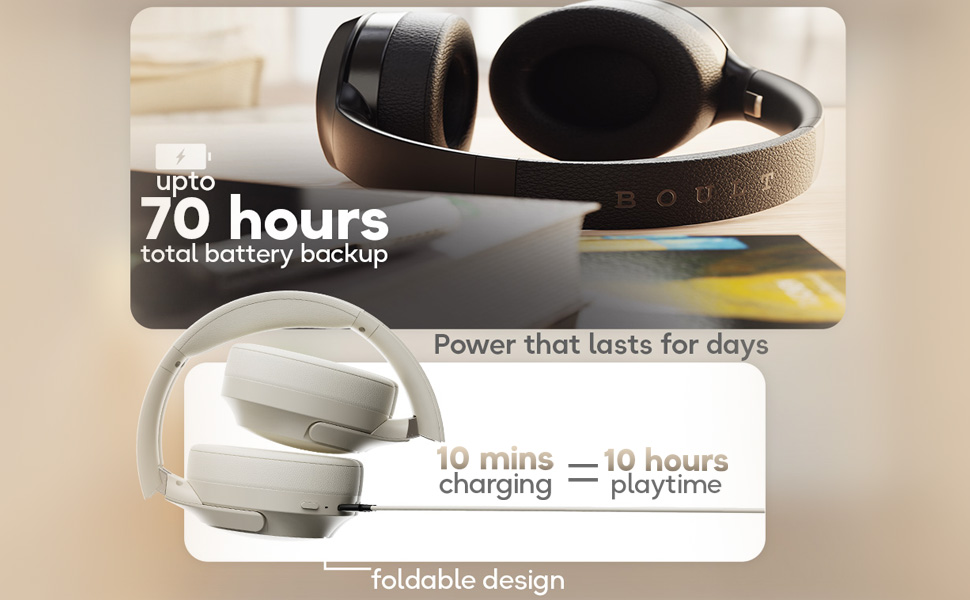 BOULT
upto
70 hours
total battery backup
Power that lasts for days
10 mins
charging
=
10 hours
playtime
foldable design